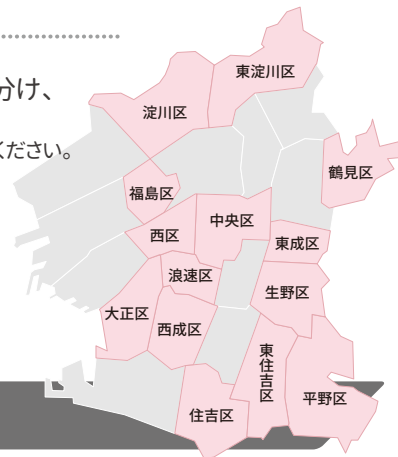 分け、
ください。
東淀川区
淀川区
鶴見区
福島区
中央区
西区
東成区
浪速区
生野区
大正区
西成区
東住吉区
平野区
住吉区